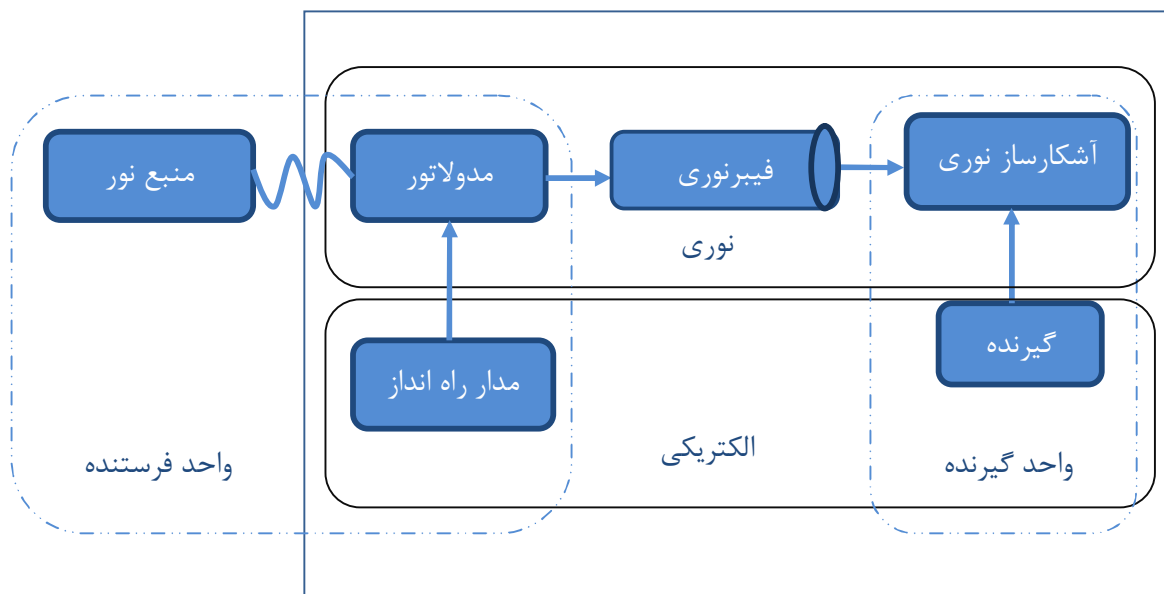 آشکارساز نوری
فیبرنوری
مدولاتور
منبع نور
نوری
گیرنده
مدار راه انداز
الکتریکی
واحد گیرنده
واحد فرستنده